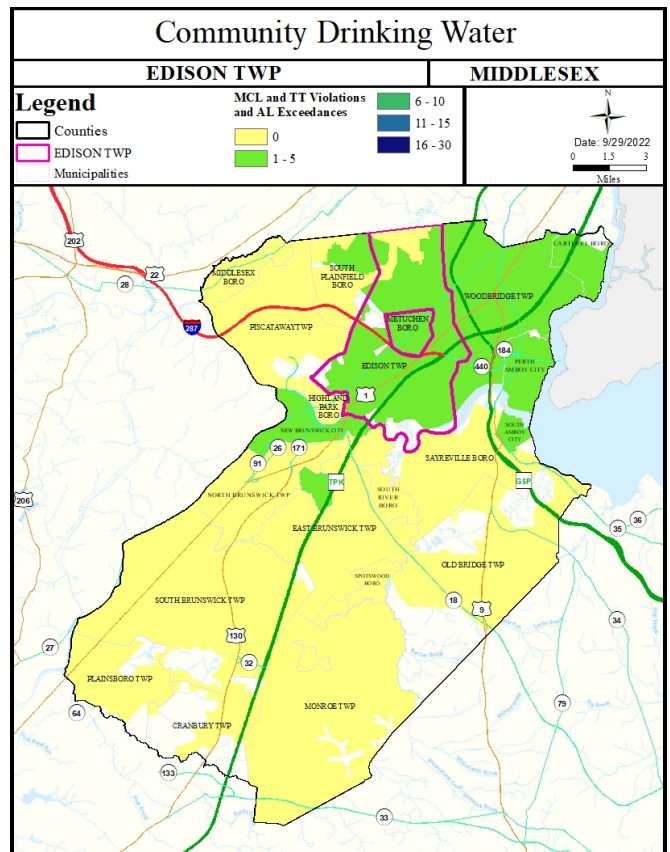 Community Drinking Water
EDISON TWP
MIDDLESEX
Legend
Counties
EDISON TWP
Municipalities
MCL and TT Violations
and AL Exceedances
0
1 - 5
6 - 10
11 - 15
16 - 30
N
Date: 9/29/2022
0 1.5 3
Miles
202
22
28
287
MIDDLESEX
BORO
SOUTH
PLAINFIELD
BORO
CARTERET BORO
WOODBRIDGE TWP
PISCATAWAY TWP
METUCHEN
BORO
EDISON TWP
184
440
PERTH
AMBOY CITY
1
HIGHLAND
PARK
BORO
NEW BRUNSWICK CITY
SOUTH
AMBOY
CITY
26
171
91
SAYREVILLE BORO
TPK
GSP
NORTH BRUNSWICK TWP
SOUTH
RIVER
BORO
206
EAST BRUNSWICK TWP
35
36
OLD BRIDGE TWP
SPOTSWOOD
BORO
18
9
34
SOUTH BRUNSWICK TWP
130
27
32
PLAINSBORO TWP
MONROE TWP
79
64
CRANBURY TWP
133
33